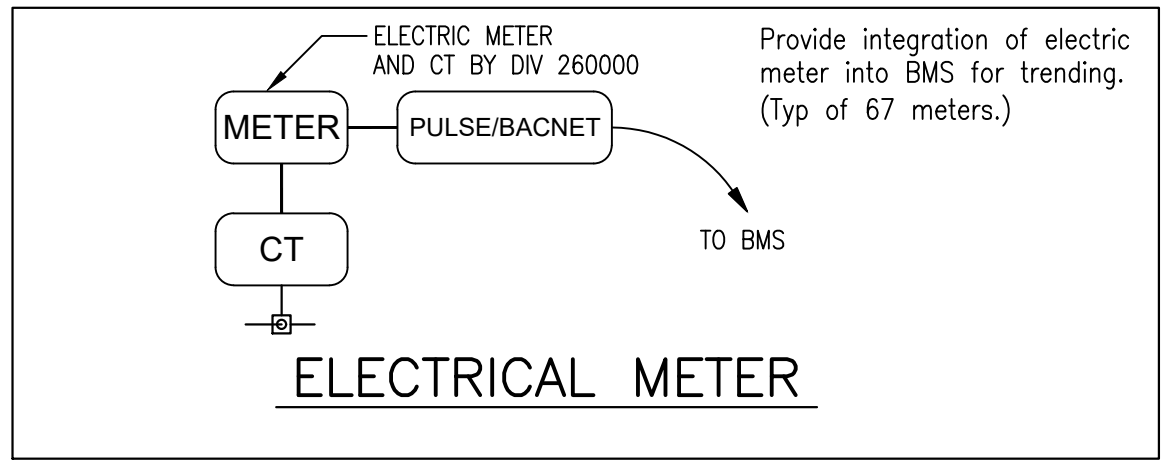 ELECTRIC METER
AND CT BY DIV 260000
Provide integration of electric
meter into BMS for trending.
(Typ of 67 meters.)
METER
PULSE/BACNET
CT
TO BMS
ELECTRICAL METER